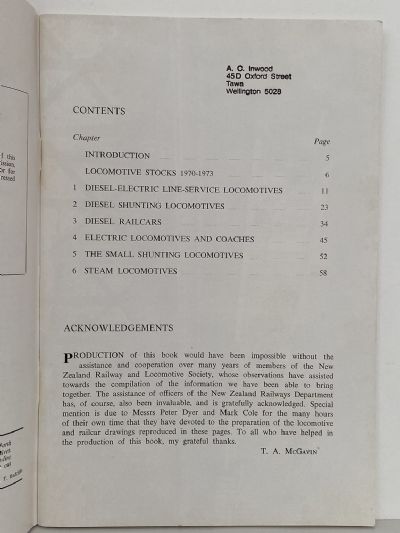 A. C. Inwood
45D Oxford Street
Tawa
Wellington 5028
CONTENTS
Chapter Page
INTRODUCTION 5
LOCOMOTIVE STOCKS 1970-1973 6
1 DIESEL-ELECTRIC LINE-SERVICE LOCOMOTIVES 11
2 DIESEL SHUNTING LOCOMOTIVES 23
3 DIESEL RAILCARS 34
4 ELECTRIC LOCOMOTIVES AND COACHES 45
5 THE SMALL SHUNTING LOCOMOTIVES 52
6 STEAM LOCOMOTIVES 58
ACKNOWLEDGEMENTS
PRODUCTION of this book would have been impossible without the
assistance and cooperation over many years of members of the New
Zealand Railway and Locomotive Society, whose observations have assisted
towards the compilation of the information we have been able to bring
together. The assistance of officers of the New Zealand Railways Department
has, of course, also been invaluable, and is gratefully acknowledged. Special
mention is due to Messrs Peter Dyer and Mark Cole for the many hours
of their own time that they have devoted to the preparation of the locomotive
and railcar drawings reproduced in these pages. To all who have helped in
the production of this book, my grateful thanks.
T. A. McGAVIN